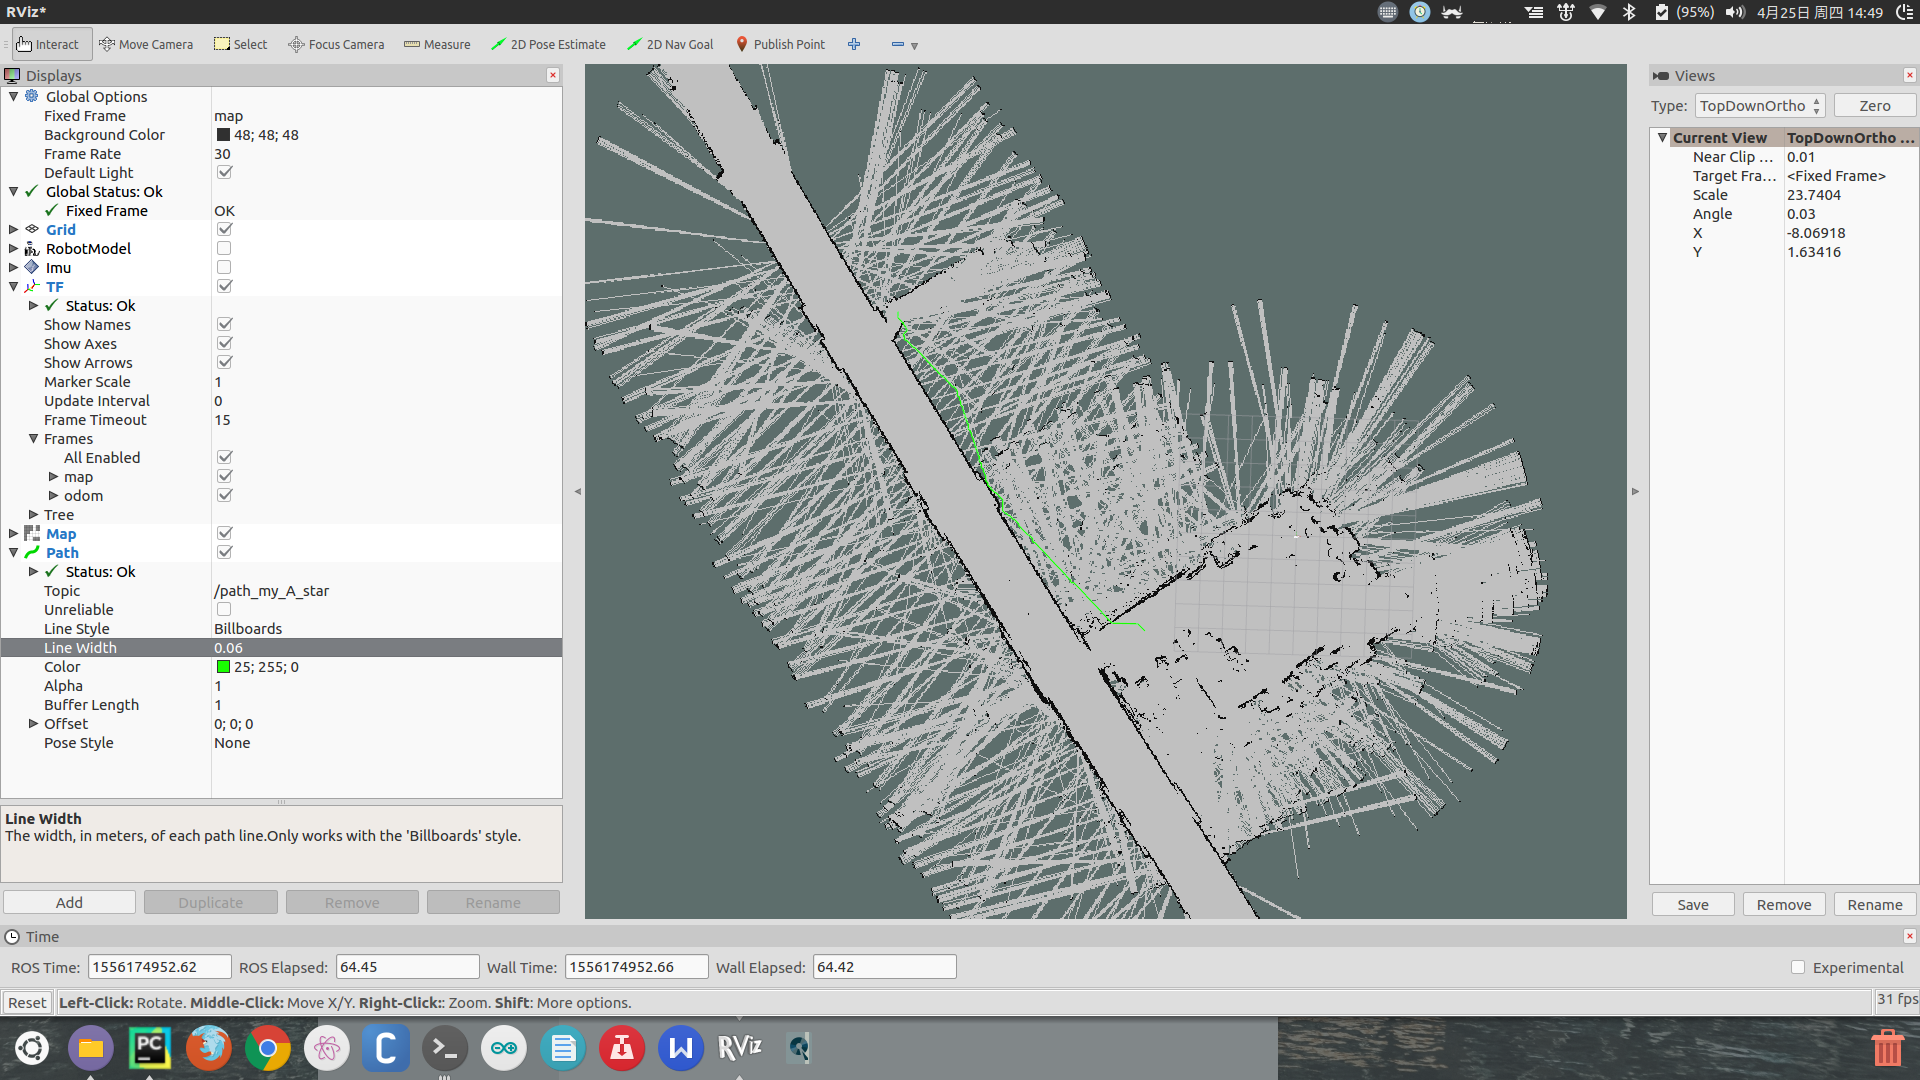 RViz*
(95%) 4月25日 周四 14:49
Interact Move Camera Select Focus Camera Measure 2D Pose Estimate 2D Nav Goal Publish Point
Displays
Global Options
Fixed Frame map
Background Color 48; 48; 48
Frame Rate 30
Default Light
Global Status: Ok
Fixed Frame OK
Grid
RobotModel
Imu
TF
Status: Ok
Show Names
Show Axes
Show Arrows
Marker Scale 1
Update Interval 0
Frame Timeout 15
Frames
All Enabled
map
odom
Tree
Map
Path
Status: Ok
Topic /path_my_A_star
Unreliable
Line Style Billboards
Line Width 0.06
Color 25; 255; 0
Alpha 1
Buffer Length 1
Offset 0; 0; 0
Pose Style None
Line Width
The width, in meters, of each path line.Only works with the 'Billboards' style.
Add Duplicate Remove Rename
Views
Type: TopDownOrtho Zero
Current View TopDownOrtho ...
Near Clip ... 0.01
Target Fra... <Fixed Frame>
Scale 23.7404
Angle 0.03
X -8.06918
Y 1.63416
Save Remove Rename
Time
ROS Time: 1556174952.62 ROS Elapsed: 64.45 Wall Time: 1556174952.66 Wall Elapsed: 64.42 Experimental
Reset Left-Click: Rotate. Middle-Click: Move X/Y. Right-Click:: Zoom. Shift: More options. 31 fps
PC C >_ W RViz